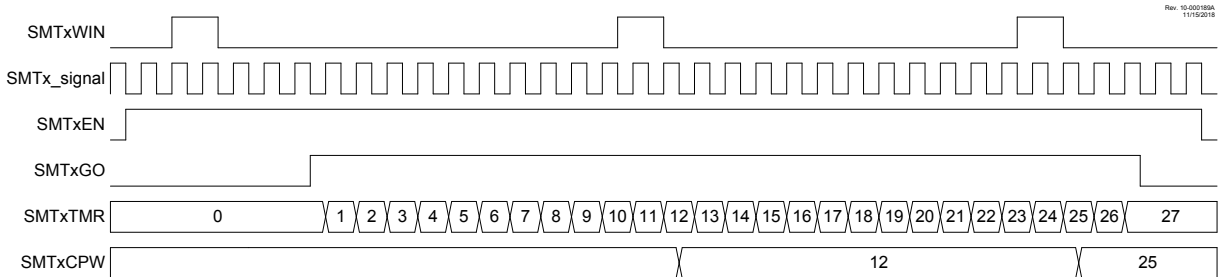 Rev. 10-000189A
11/15/2018
SMTxWIN
SMTx_signal
SMTxEN
SMTxGO
SMTxTMR 0 1 2 3 4 5 6 7 8 9 10 11 12 13 14 15 16 17 18 19 20 21 22 23 24 25 26 27
SMTxCPW 12 25